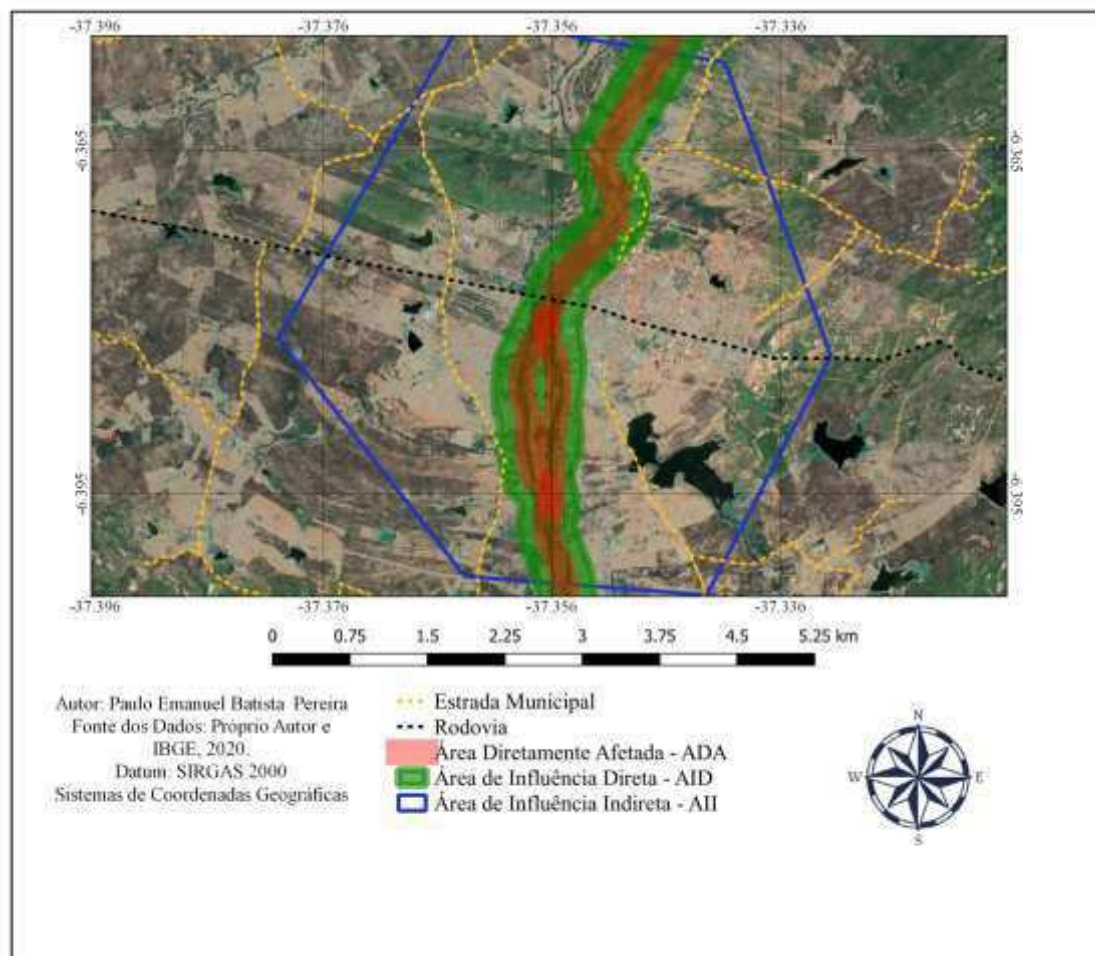 -37.396 -37.376 -37.356 -37.336
-6.365 -6.365
-6.395 -6.395
-37.396 -37.376 -37.356 -37.336
0 0.75 1.5 2.25 3 3.75 4.5 5.25 km
Autor: Paulo Emanuel Batista Pereira
Fonte dos Dados: Próprio Autor e
IBGE, 2020.
Datum: SIRGAS 2000
Sistemas de Coordenadas Geográficas
Estrada Municipal
Rodovia
Área Diretamente Afetada - ADA
Área de Influência Direta - AID
Área de Influência Indireta - AII
N
W E
S